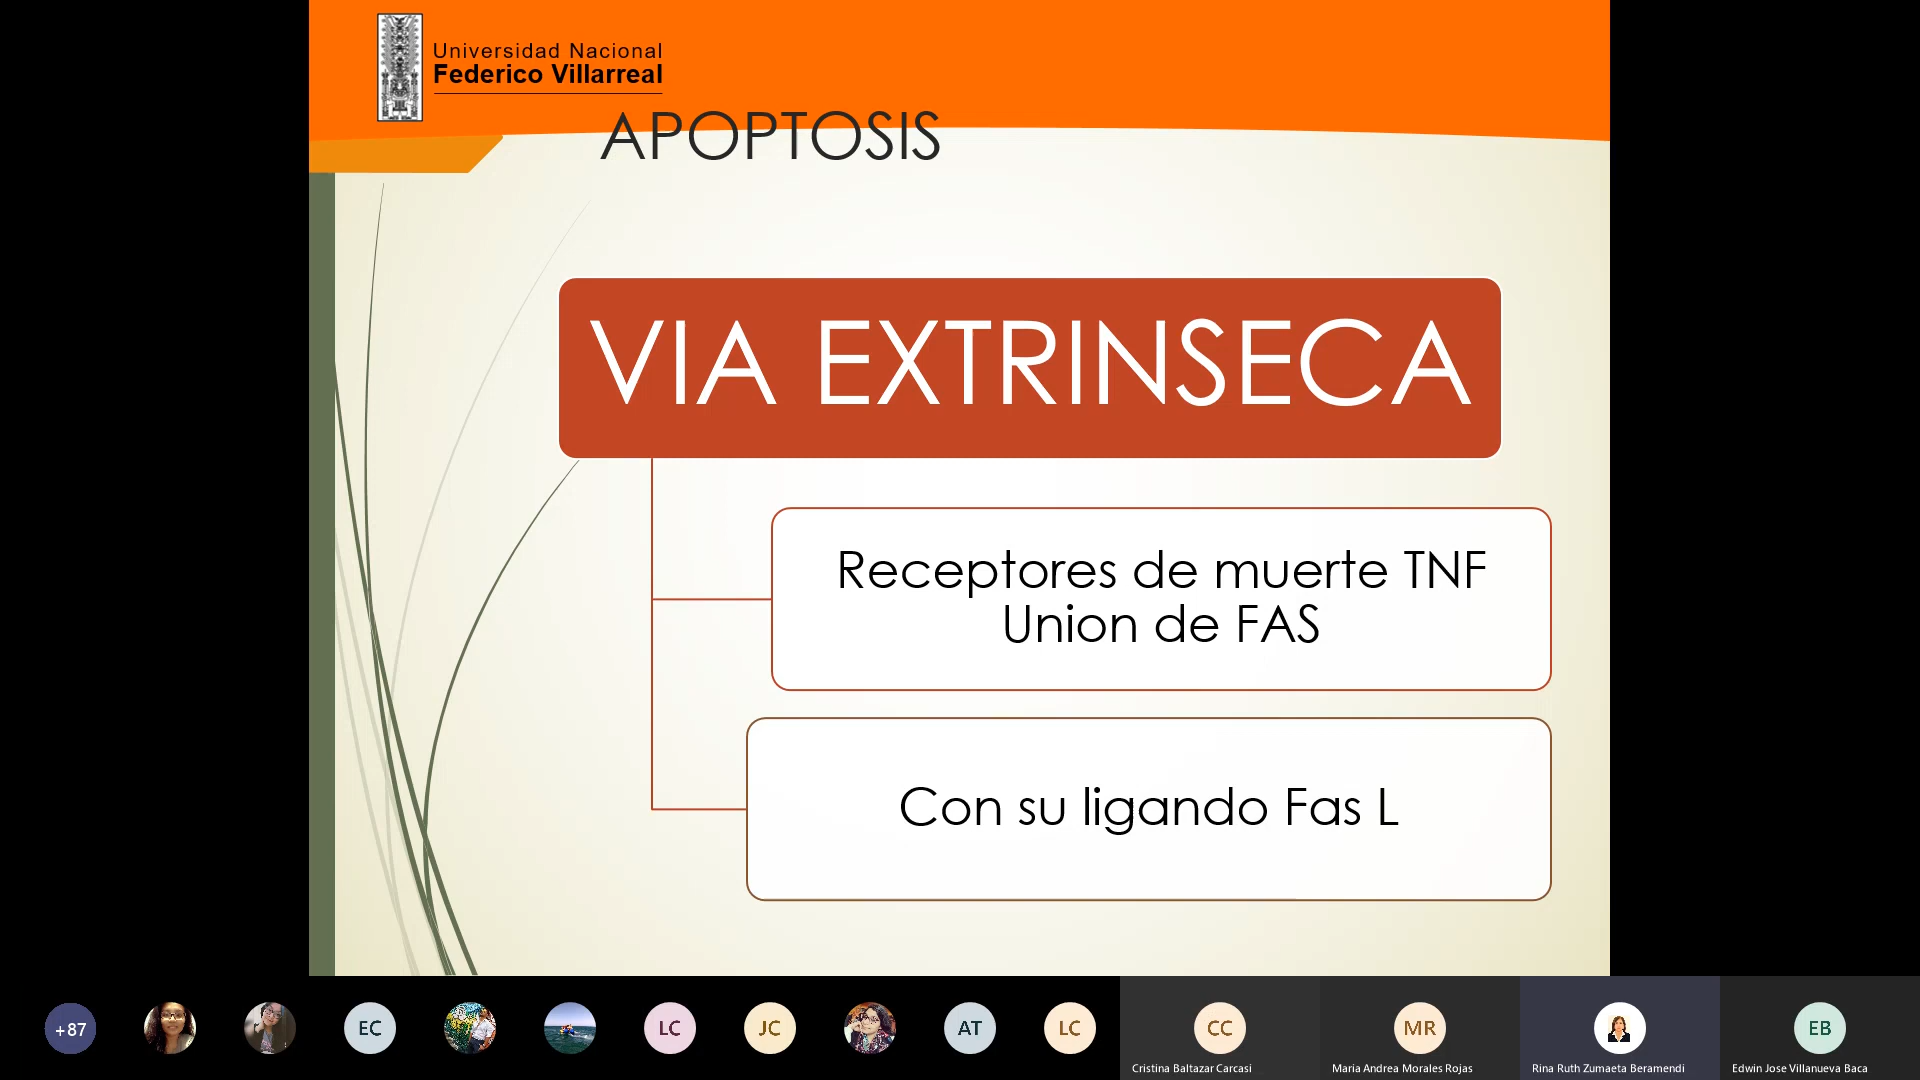 Universidad Nacional
Federico Villarreal
APOPTOSIS
VIA EXTRINSECA
Receptores de muerte TNF
Union de FAS
Con su ligando Fas L
+87
EC
LC
JC
AT
LC
CC
MR
EB
Cristina Baltazar Carcasi
Maria Andrea Morales Rojas
Rina Ruth Zumaeta Beramendi
Edwin Jose Villanueva Baca